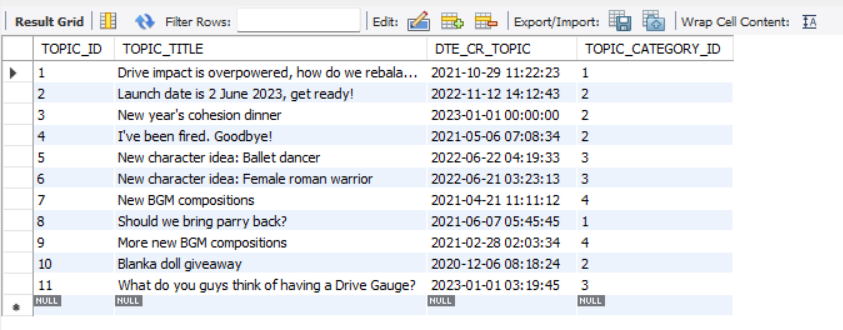 Result Grid Filter Rows: Edit: Export/Import: Wrap Cell Content: IA
TOPIC_ID TOPIC_TITLE DTE_CR_TOPIC TOPIC_CATEGORY_ID
1 Drive impact is overpowered, how do we rebala... 2021-10-29 11:22:23 1
2 Launch date is 2 June 2023, get ready! 2022-11-12 14:12:43 2
3 New year's cohesion dinner 2023-01-01 00:00:00 2
4 I've been fired. Goodbye! 2021-05-06 07:08:34 2
5 New character idea: Ballet dancer 2022-06-22 04:19:33 3
6 New character idea: Female roman warrior 2022-06-21 03:23:13 3
7 New BGM compositions 2021-04-21 11:11:12 4
8 Should we bring parry back? 2021-06-07 05:45:45 1
9 More new BGM compositions 2021-02-28 02:03:34 4
10 Blanka doll giveaway 2020-12-06 08:18:24 2
11 What do you guys think of having a Drive Gauge? 2023-01-01 03:19:45 3
NULL NULL NULL NULL